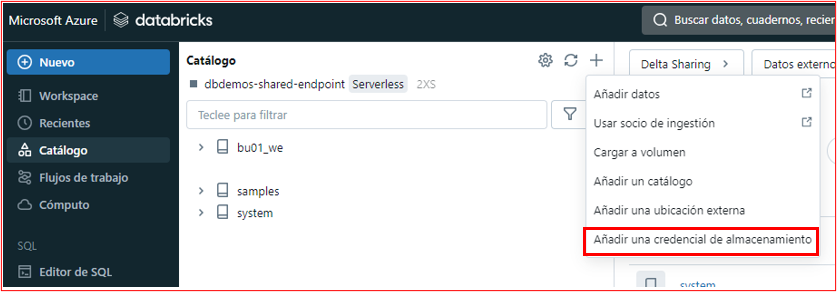 Microsoft Azure databricks
Buscar datos, cuadernos, recien
Nuevo
Workspace
Recientes
Catálogo
Flujos de trabajo
Cómputo
SQL
Editor de SQL
Catálogo
dbdemos-shared-endpoint Serverless 2XS
Teclee para filtrar
bu01_we
samples
system
Delta Sharing
Datos externo
Añadir datos
Usar socio de ingestión
Cargar a volumen
Añadir un catálogo
Añadir una ubicación externa
Añadir una credencial de almacenamiento
system